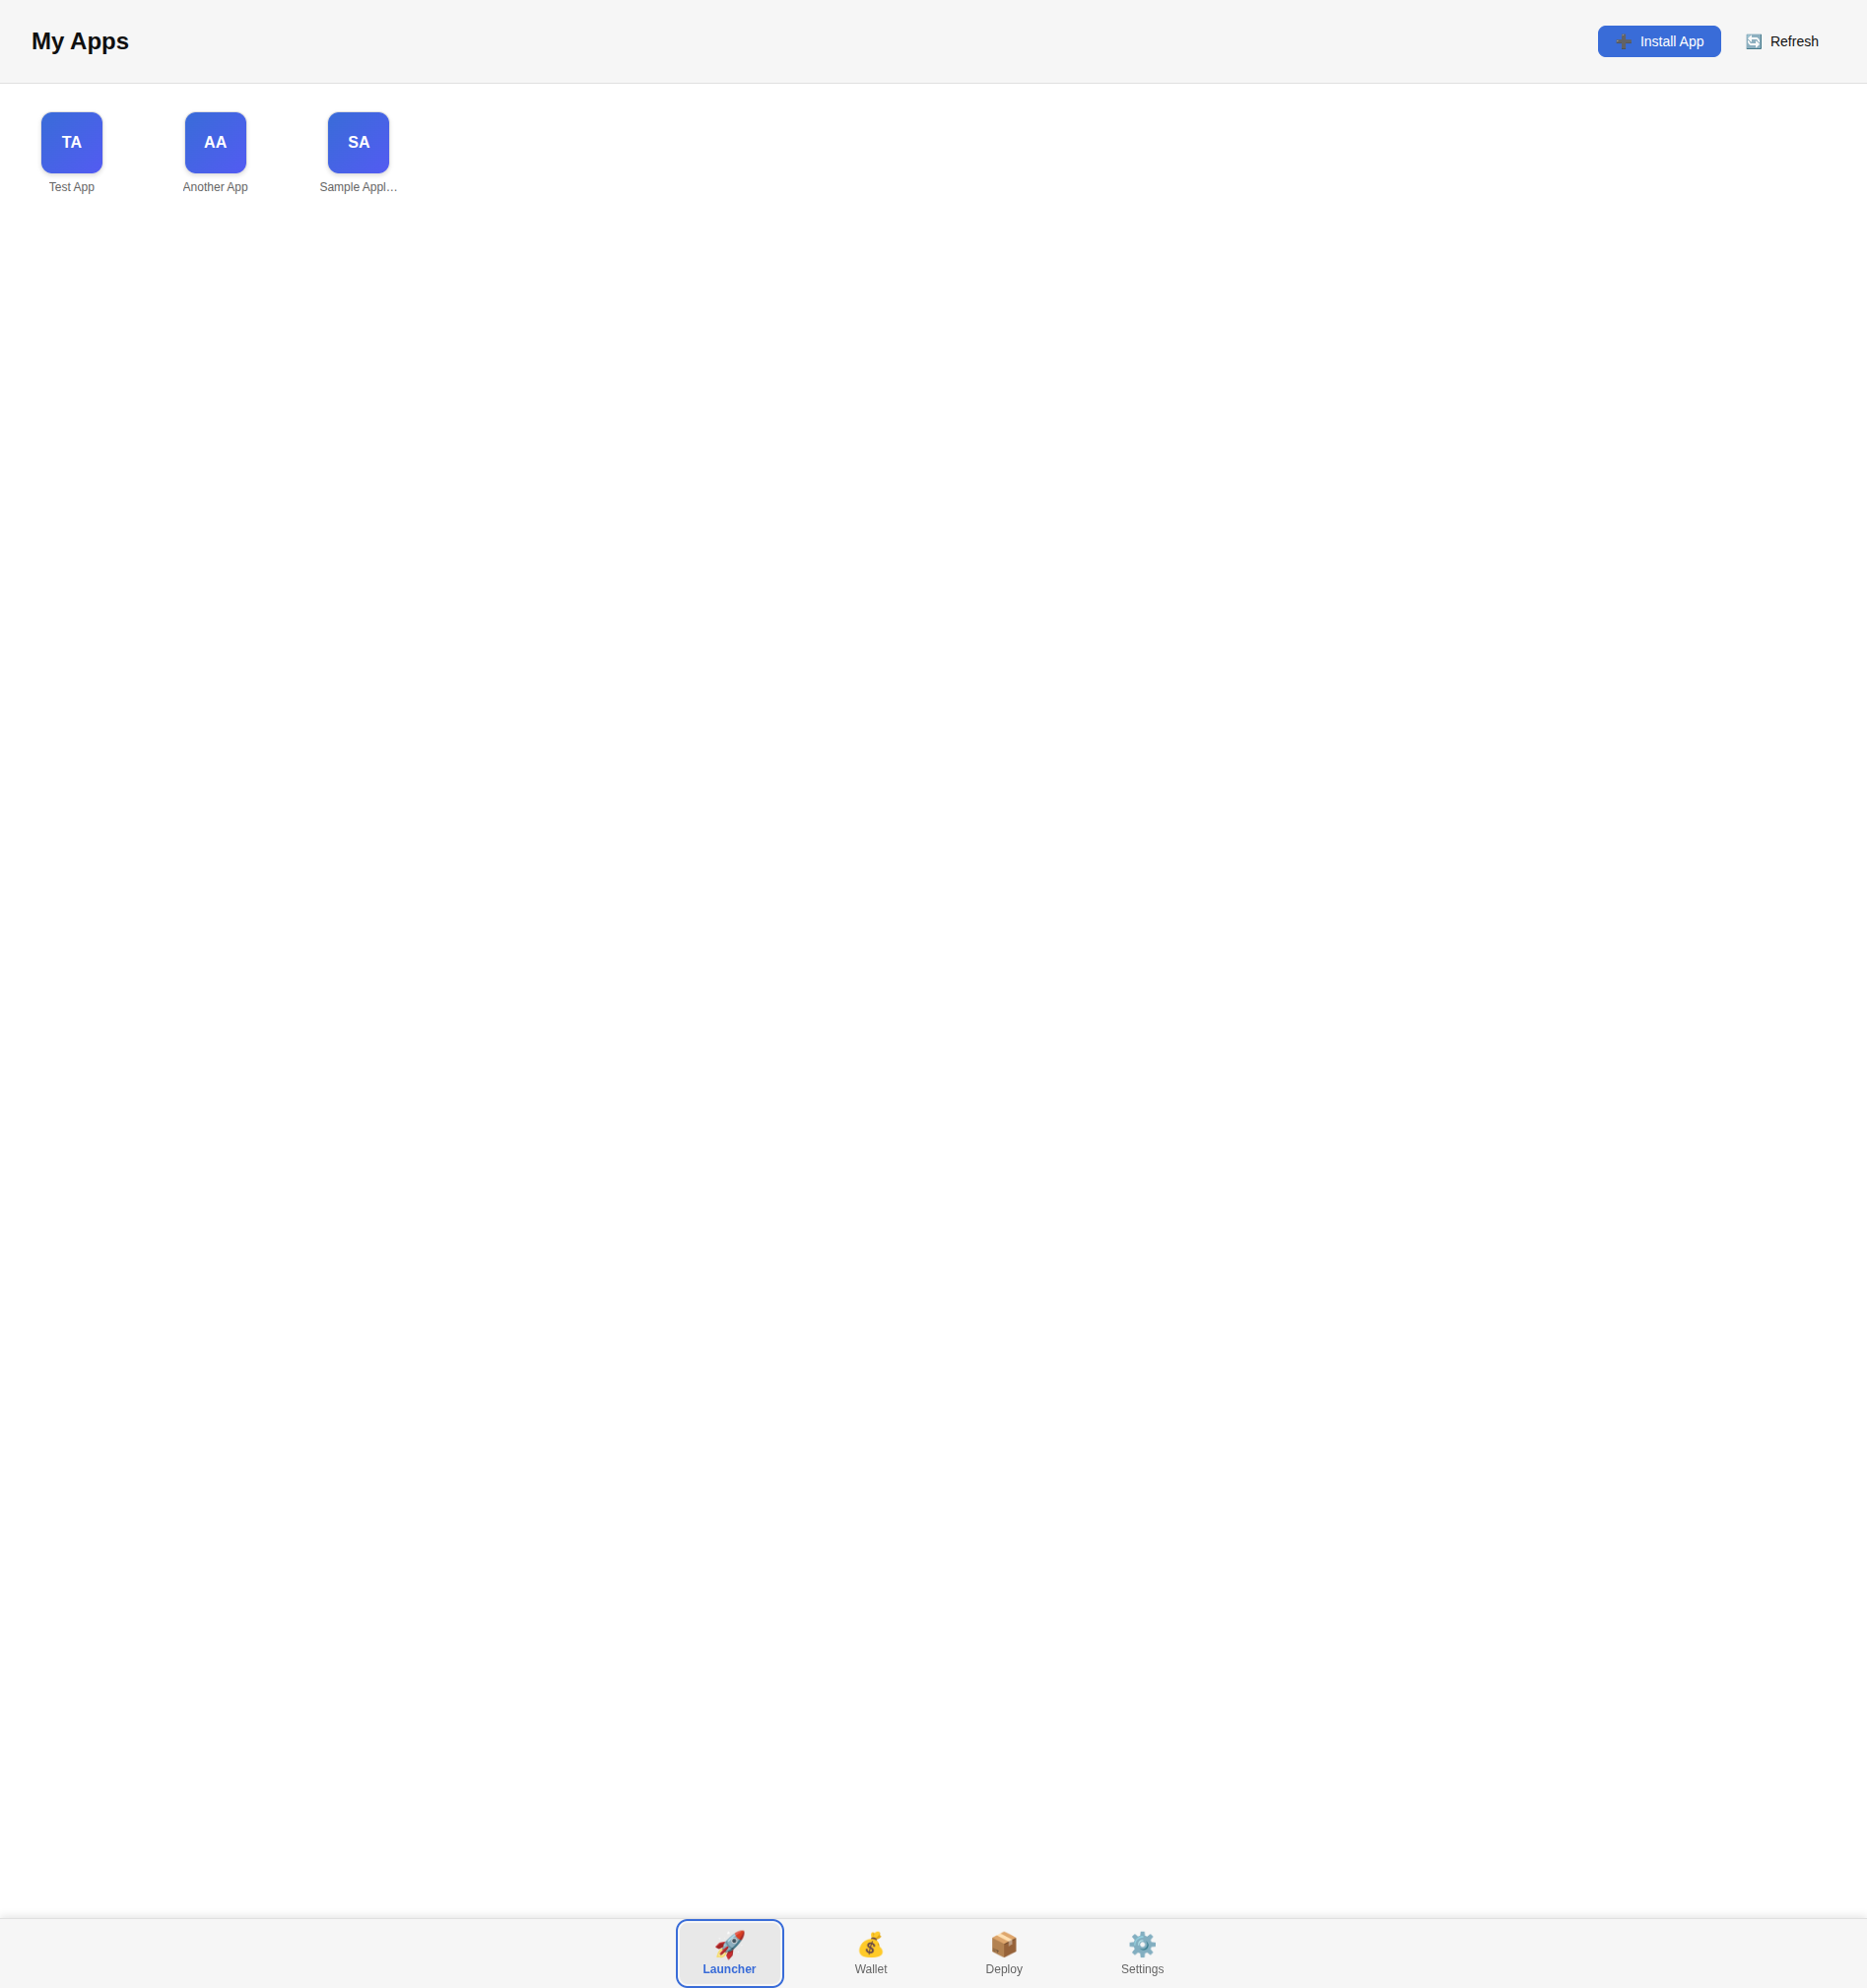 My Apps
Install App
Refresh
TA
AA
SA
Test App
Another App
Sample Appl...
Launcher
Wallet
Deploy
Settings